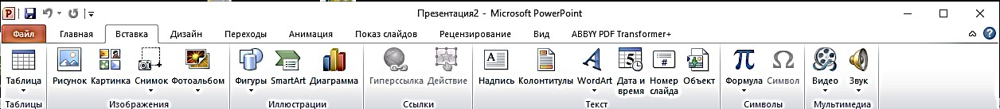 Презентация2 - Microsoft PowerPoint
Файл Главная Вставка Дизайн Переходы Анимация Показ слайдов Рецензирование Вид ABBYY PDF Transformer+
Таблица Рисунок Картинка Снимок Фотоальбом Фигуры SmartArt Диаграмма Гиперссылка Действие Надпись Колонтитулы WordArt Дата и время Номер слайда Объект Формула Символ Видео Звук
Таблицы Изображения Иллюстрации Ссылки Текст Символы Мультимедиа